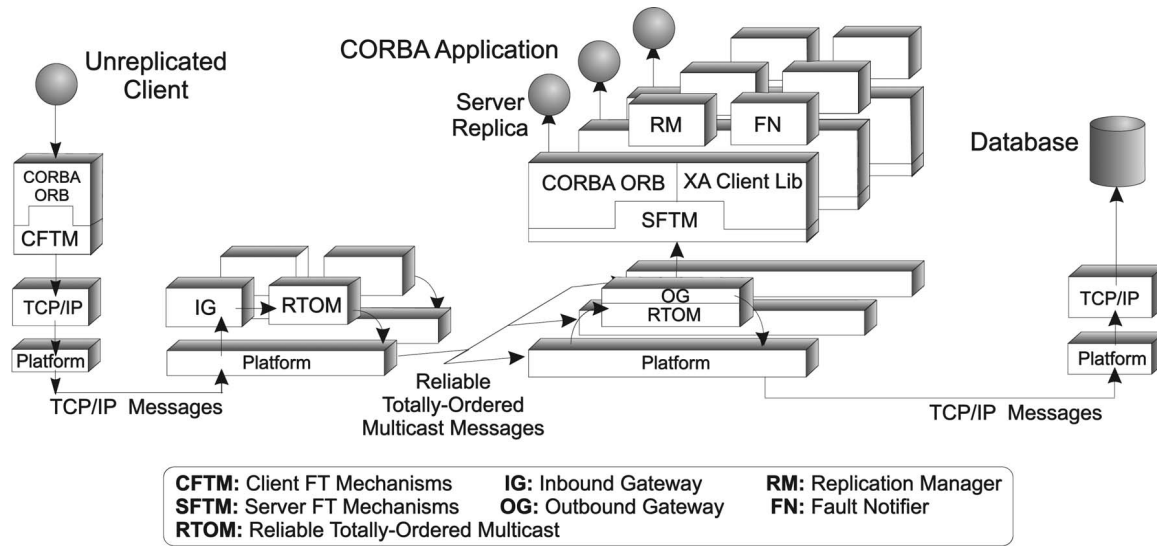 Unreplicated
Client
CORBA Application
Server
Replica
RM
FN
Database
CORBA
ORB
CFTM
CORBA ORB
XA Client Lib
SFTM
TCP/IP
IG
RTOM
OG
RTOM
TCP/IP
Platform
Platform
Platform
Platform
TCP/IP Messages
Reliable
Totally-Ordered
Multicast Messages
TCP/IP Messages
CFTM: Client FT Mechanisms
IG: Inbound Gateway
RM: Replication Manager
SFTM: Server FT Mechanisms
OG: Outbound Gateway
FN: Fault Notifier
RTOM: Reliable Totally-Ordered Multicast